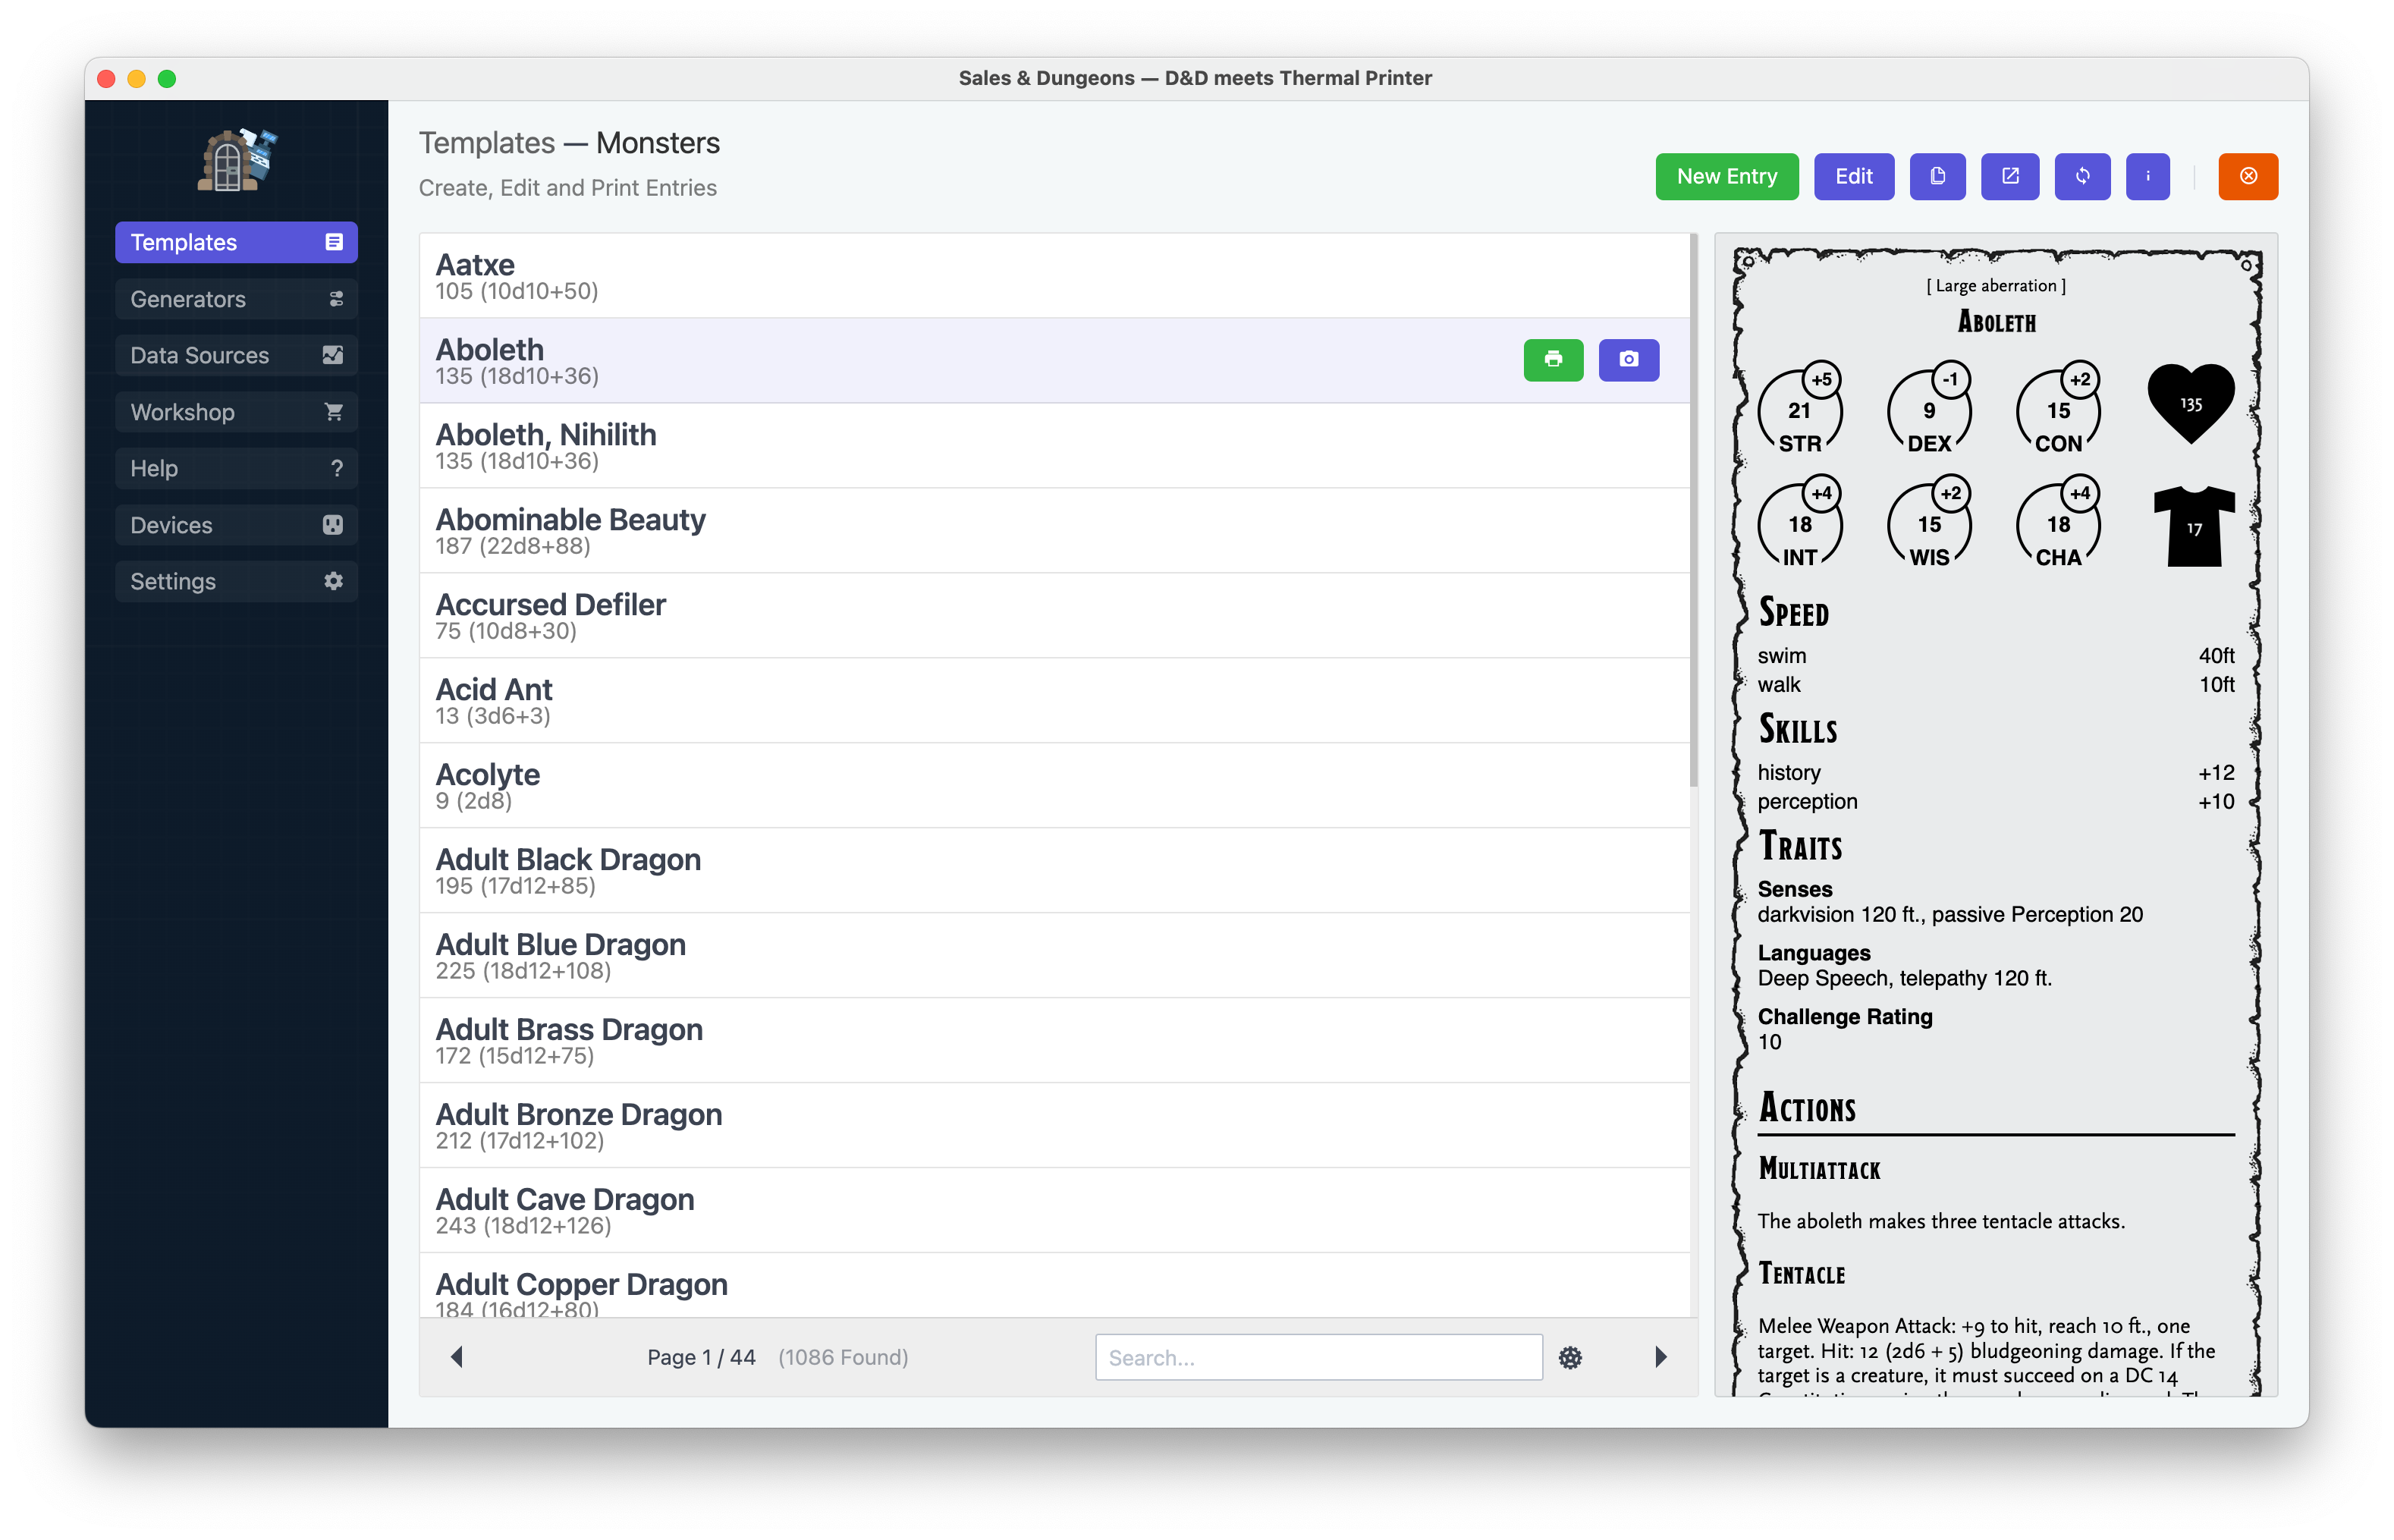 Sales & Dungeons — D&D meets Thermal Printer
Templates
Generators
Data Sources
Workshop
Help
?
Devices
Settings
Templates — Monsters
Create, Edit and Print Entries
New Entry
Edit
i
Aatxe
105 (10d10+50)
Aboleth
135 (18d10+36)
Aboleth, Nihilith
135 (18d10+36)
Abominable Beauty
187 (22d8+88)
Accursed Defiler
75 (10d8+30)
Acid Ant
13 (3d6+3)
Acolyte
9 (2d8)
Adult Black Dragon
195 (17d12+85)
Adult Blue Dragon
225 (18d12+108)
Adult Brass Dragon
172 (15d12+75)
Adult Bronze Dragon
212 (17d12+102)
Adult Cave Dragon
243 (18d12+126)
Adult Copper Dragon
184 (16d12+80)
Page 1 / 44 (1086 Found)
Search...
[ Large aberration ]
Aboleth
+5 -1 +2
21 9 15 135
STR DEX CON
+4 +2 +4
18 15 18 17
INT WIS CHA
Speed
swim 40ft
walk 10ft
Skills
history +12
perception +10
Traits
Senses
darkvision 120 ft., passive Perception 20
Languages
Deep Speech, telepathy 120 ft.
Challenge Rating
10
Actions
Multiattack
The aboleth makes three tentacle attacks.
Tentacle
Melee Weapon Attack: +9 to hit, reach 10 ft., one
target. Hit: 12 (2d6 + 5) bludgeoning damage. If the
target is a creature, it must succeed on a DC 14